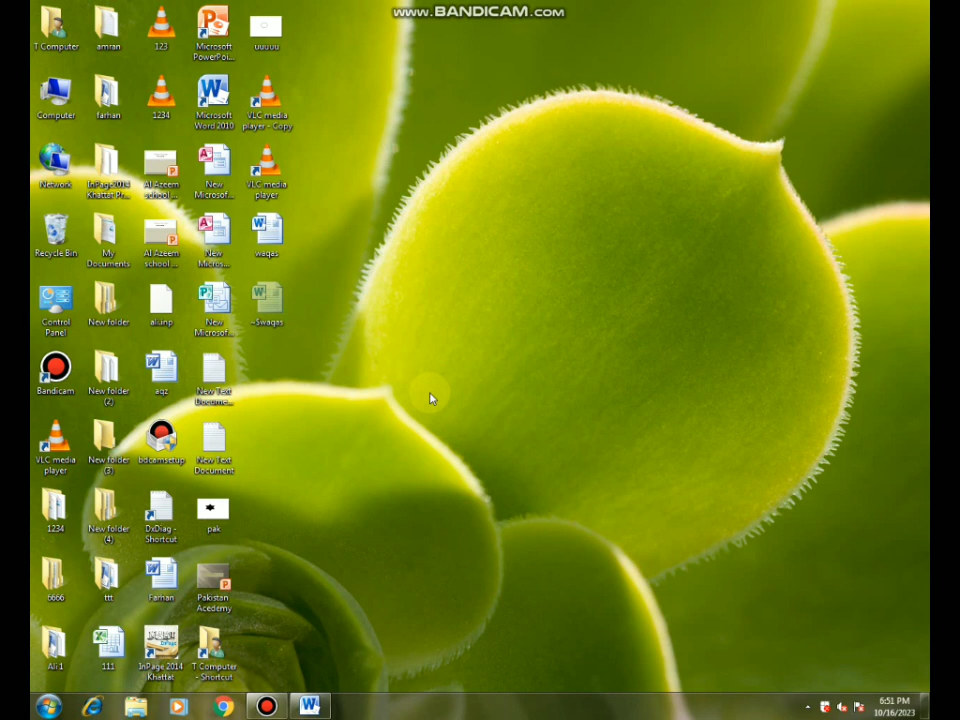 www.BANDICAM.com
T Computer
amran
123
Microsoft
PowerPoi...
uuuuu
Computer
farhan
1234
Microsoft
Word 2010
VLC media
player - Copy
Network
InPage 2014
Khattat Pr...
Al Azeem
school ...
New
Microsof...
VLC media
player
Recycle Bin
My
Documents
Al Azeem
school ...
New
Micros...
waqas
Control
Panel
New folder
New
Microsof...
~$waqas
Bandicam
New folder
(2)
aqz
New Text
Docume...
VLC media
player
New folder
(3)
bdcamsetup
New Text
Document
1234
New folder
(4)
DxDiag -
Shortcut
pak
6666
ttt
Farhan
Pakistan
Acedemy
Ali 1
111
InPage 2014
Khattat
T Computer
- Shortcut
6:51 PM
10/16/2023